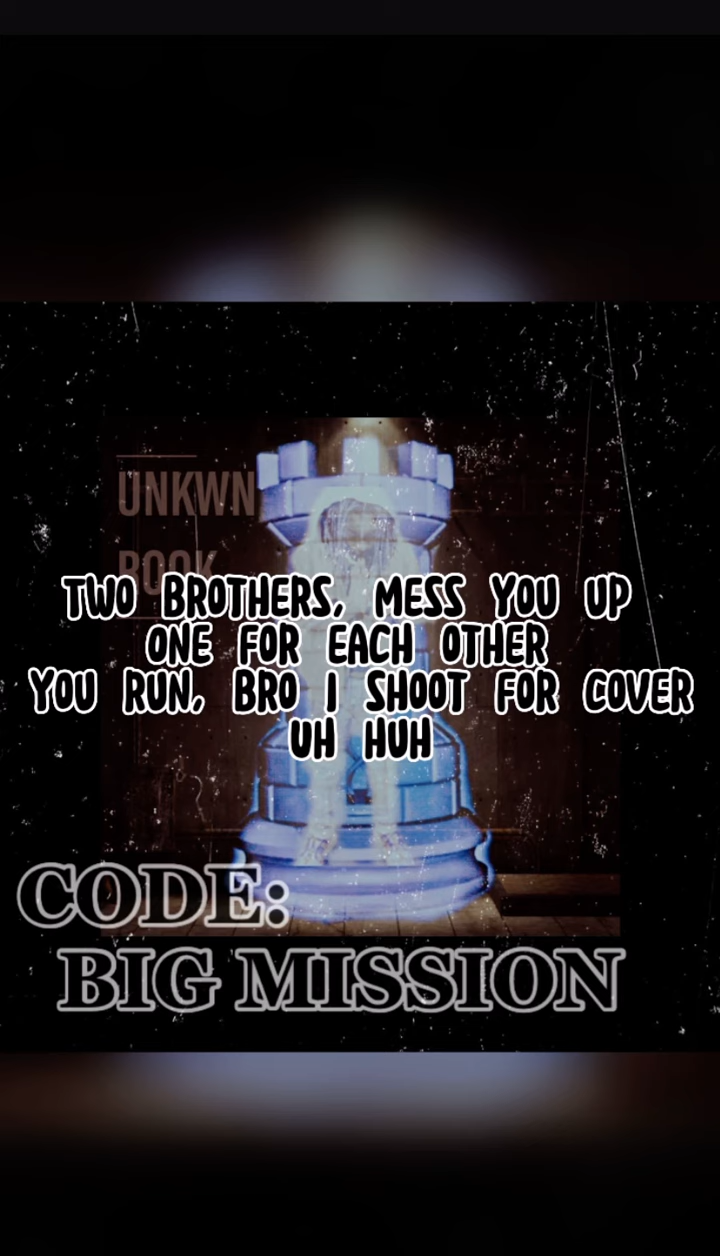 UNKWN
ROOK
TWO BROTHERS, MESS YOU UP
ONE FOR EACH OTHER
YOU RUN, BRO I SHOOT FOR COVER
UH HUH
CODE:
BIG MISSION